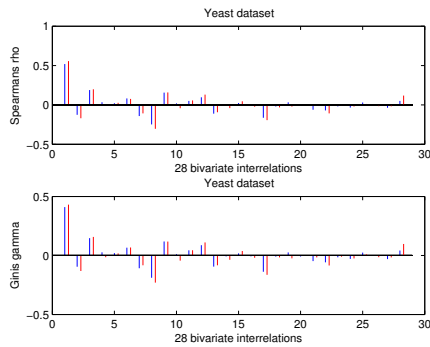 Yeast dataset
1
0.5
0
−0.5
Spearmans rho
0 5 10 15 20 25 30
28 bivariate interrelations
Yeast dataset
0.5
0
−0.5
Ginis gamma
0 5 10 15 20 25 30
28 bivariate interrelations